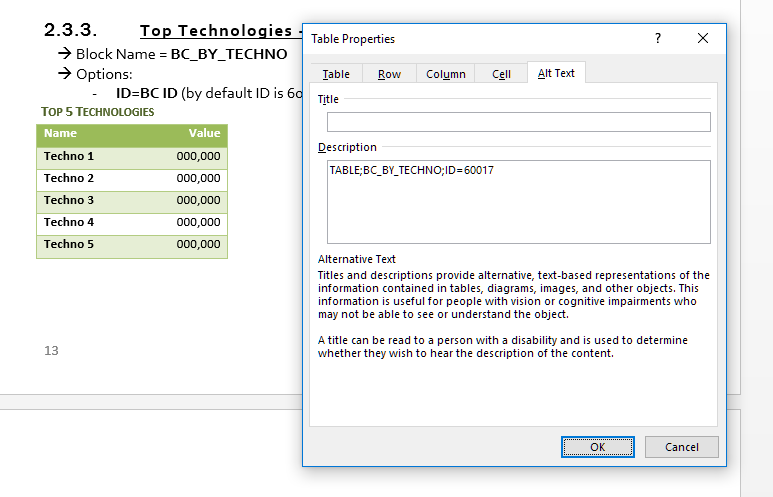 2.3.3. Top Technologies -
→ Block Name = BC_BY_TECHNO
→ Options:
- ID=BC ID (by default ID is 60
TOP 5 TECHNOLOGIES
Name Value
Techno 1 000,000
Techno 2 000,000
Techno 3 000,000
Techno 4 000,000
Techno 5 000,000
13
Table Properties ? ×
Table Row Column Cell Alt Text
Title
Description
TABLE;BC_BY_TECHNO;ID=60017
Alternative Text
Titles and descriptions provide alternative, text-based representations of the
information contained in tables, diagrams, images, and other objects. This
information is useful for people with vision or cognitive impairments who
may not be able to see or understand the object.
A title can be read to a person with a disability and is used to determine
whether they wish to hear the description of the content.
OK Cancel